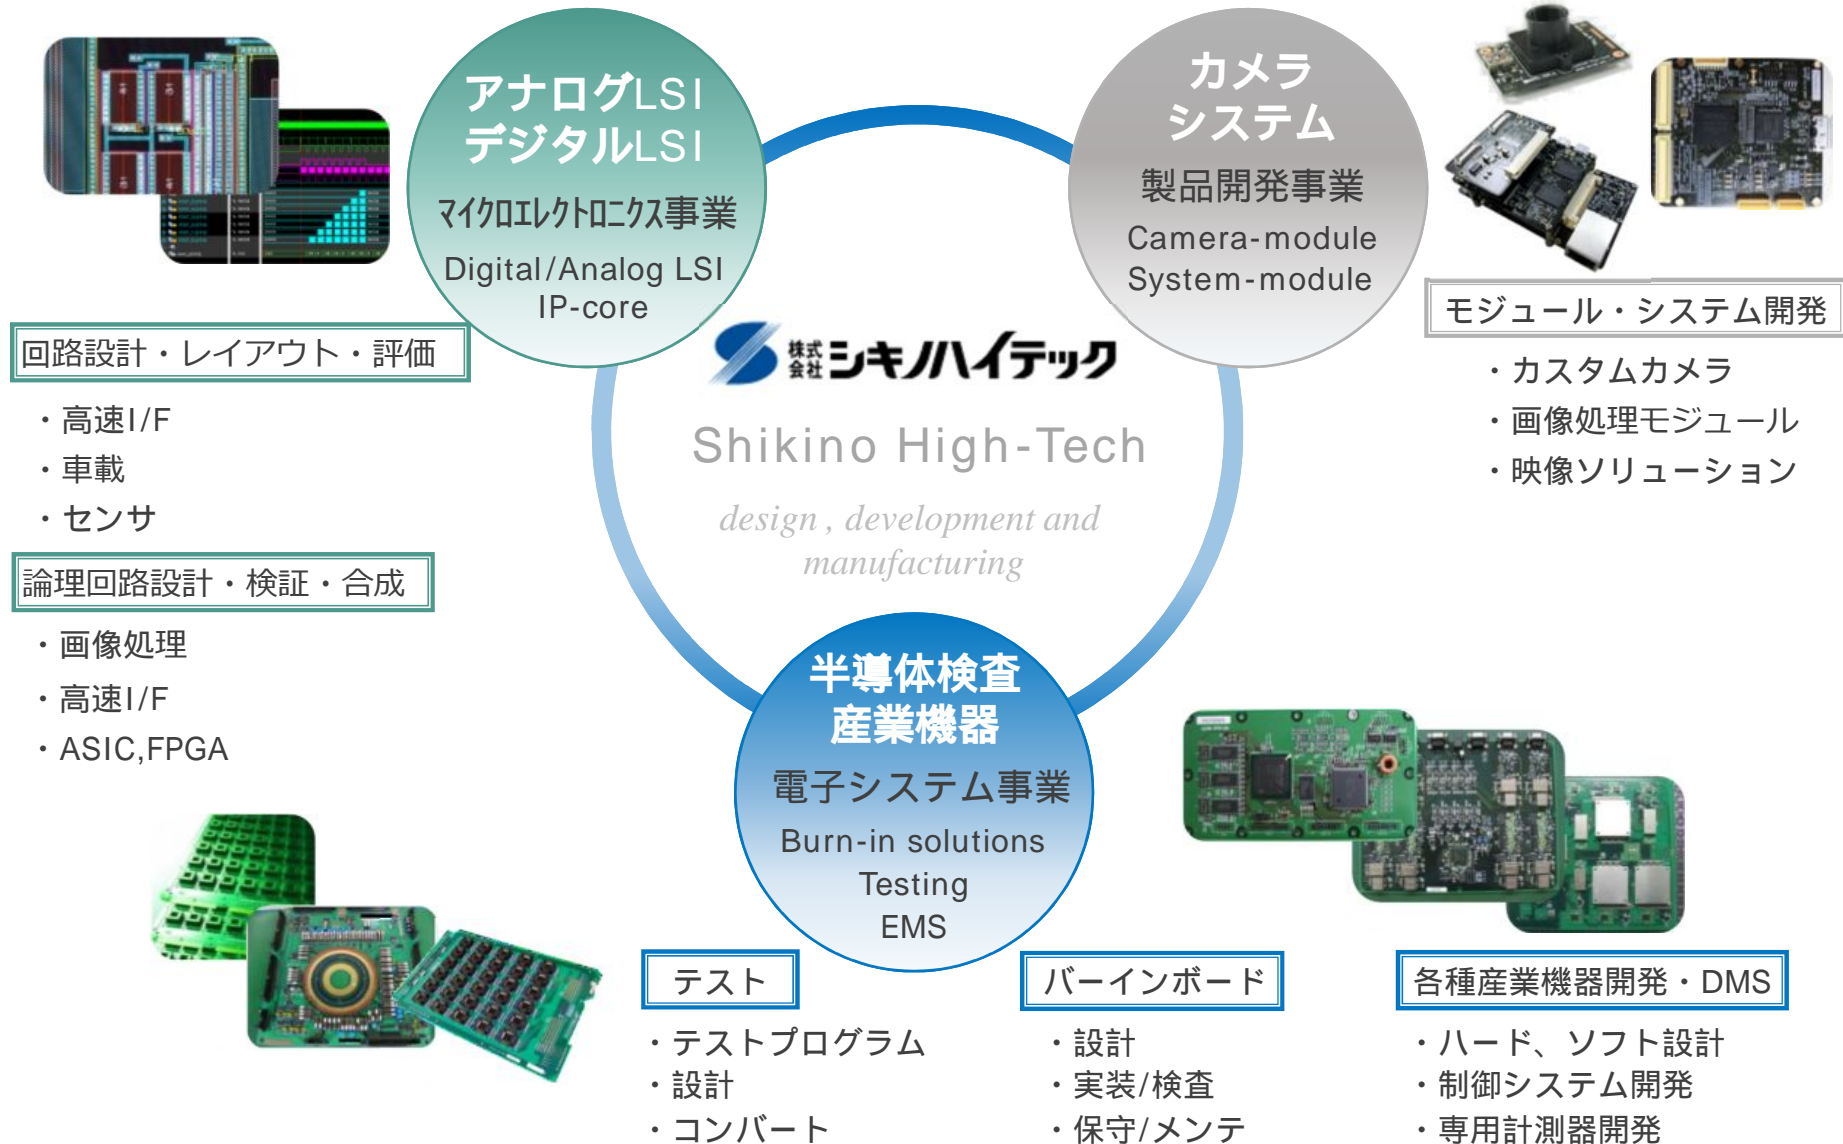 アナログLSI
デジタルLSI
マイクロエレクトロニクス事業
Digital/Analog LSI
IP-core
カメラ
システム
製品開発事業
Camera-module
System-module
株式会社 シキノハイテック
Shikino High-Tech
design , development and
manufacturing
回路設計・レイアウト・評価
・高速I/F
・車載
・センサ
論理回路設計・検証・合成
・画像処理
・高速I/F
・ASIC,FPGA
モジュール・システム開発
・カスタムカメラ
・画像処理モジュール
・映像ソリューション
半導体検査
産業機器
電子システム事業
Burn-in solutions
Testing
EMS
テスト
・テストプログラム
・設計
・コンバート
バーインボード
・設計
・実装/検査
・保守/メンテ
各種産業機器開発・DMS
・ハード、ソフト設計
・制御システム開発
・専用計測器開発